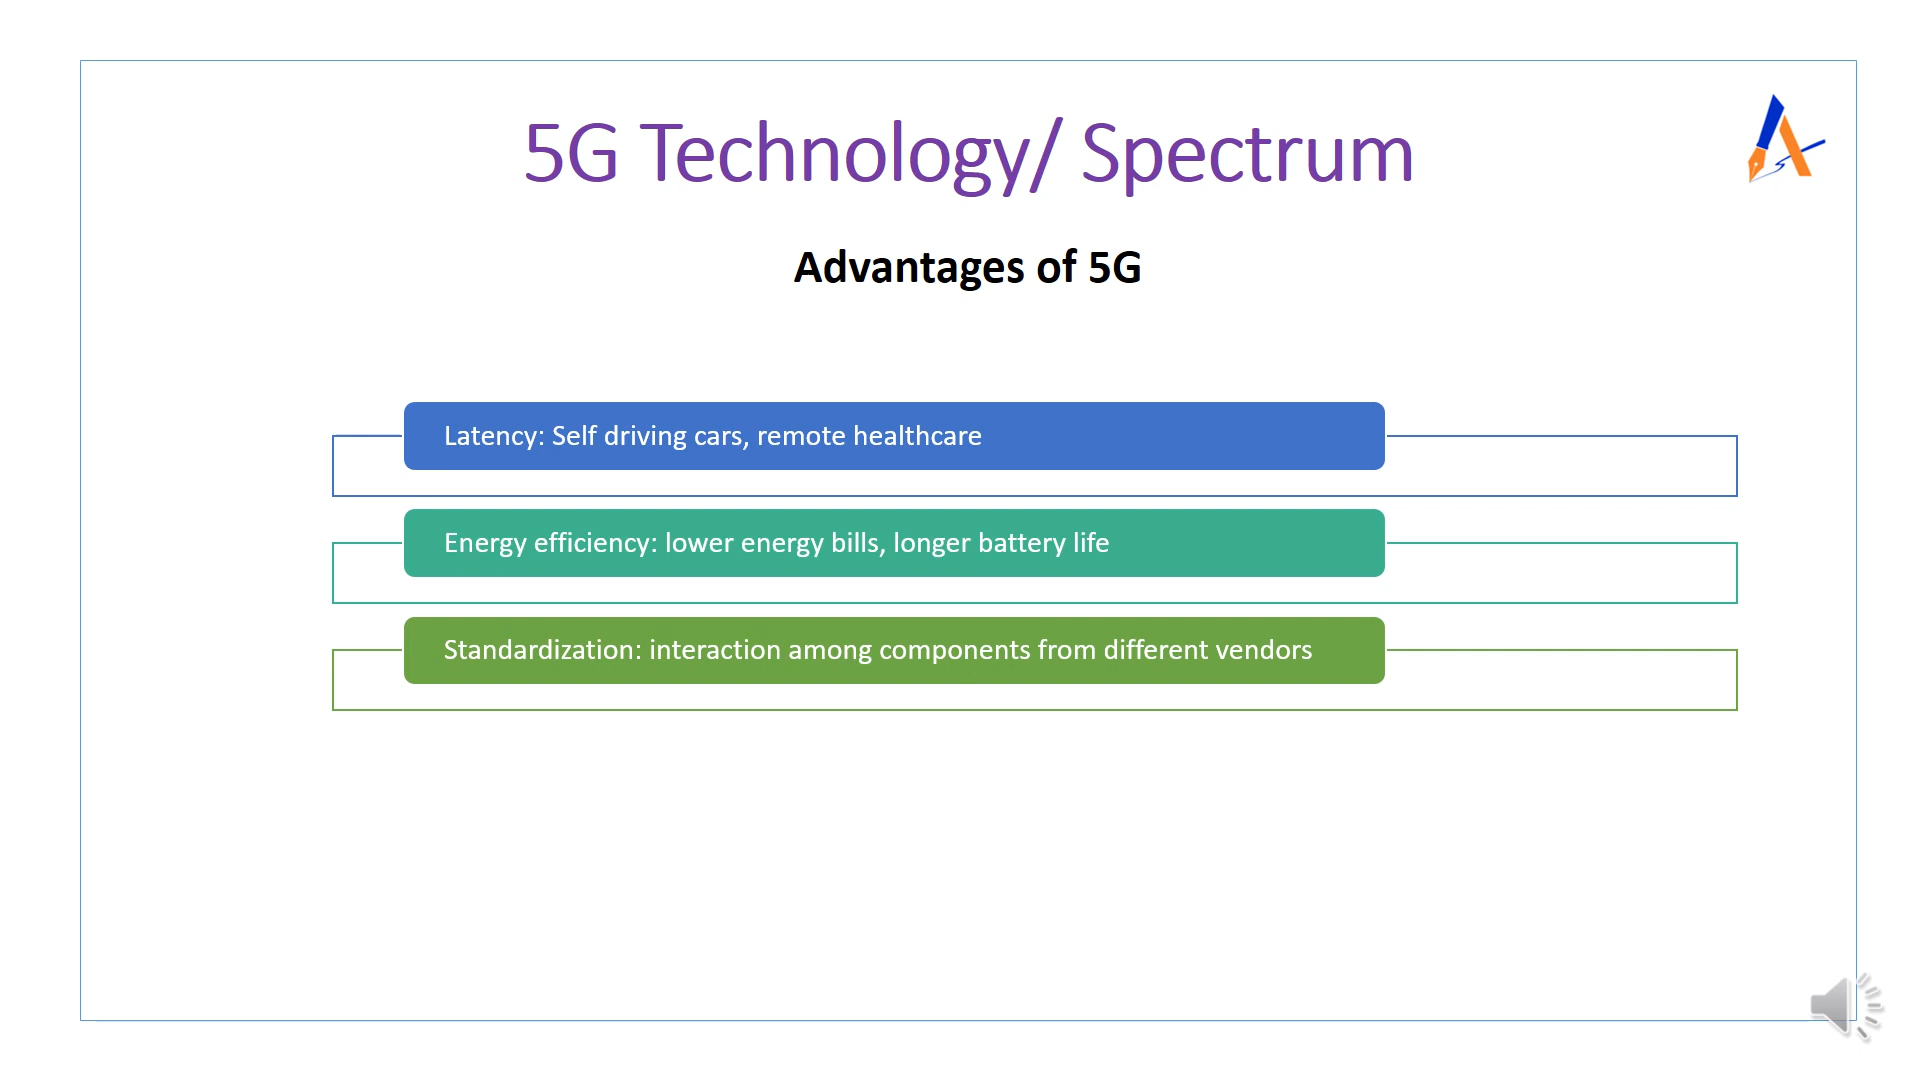 5G Technology/ Spectrum
Advantages of 5G
Latency: Self driving cars, remote healthcare
Energy efficiency: lower energy bills, longer battery life
Standardization: interaction among components from different vendors